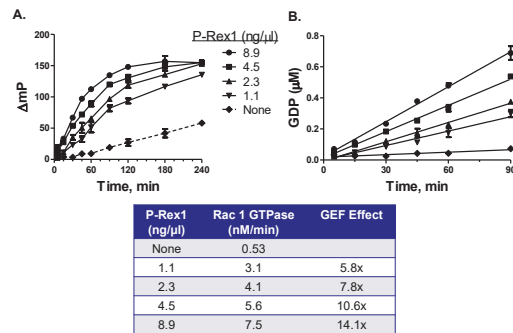 A.
P-Rex1 (ng/µl)
8.9
4.5
2.3
1.1
None
ΔmP
200
150
100
50
0
0 60 120 180 240
Time, min
B.
GDP (µM)
0.8
0.6
0.4
0.2
0.0
0 30 60 90
Time, min
P-Rex1 (ng/µl) Rac 1 GTPase (nM/min) GEF Effect
None 0.53
1.1 3.1 5.8x
2.3 4.1 7.8x
4.5 5.6 10.6x
8.9 7.5 14.1x